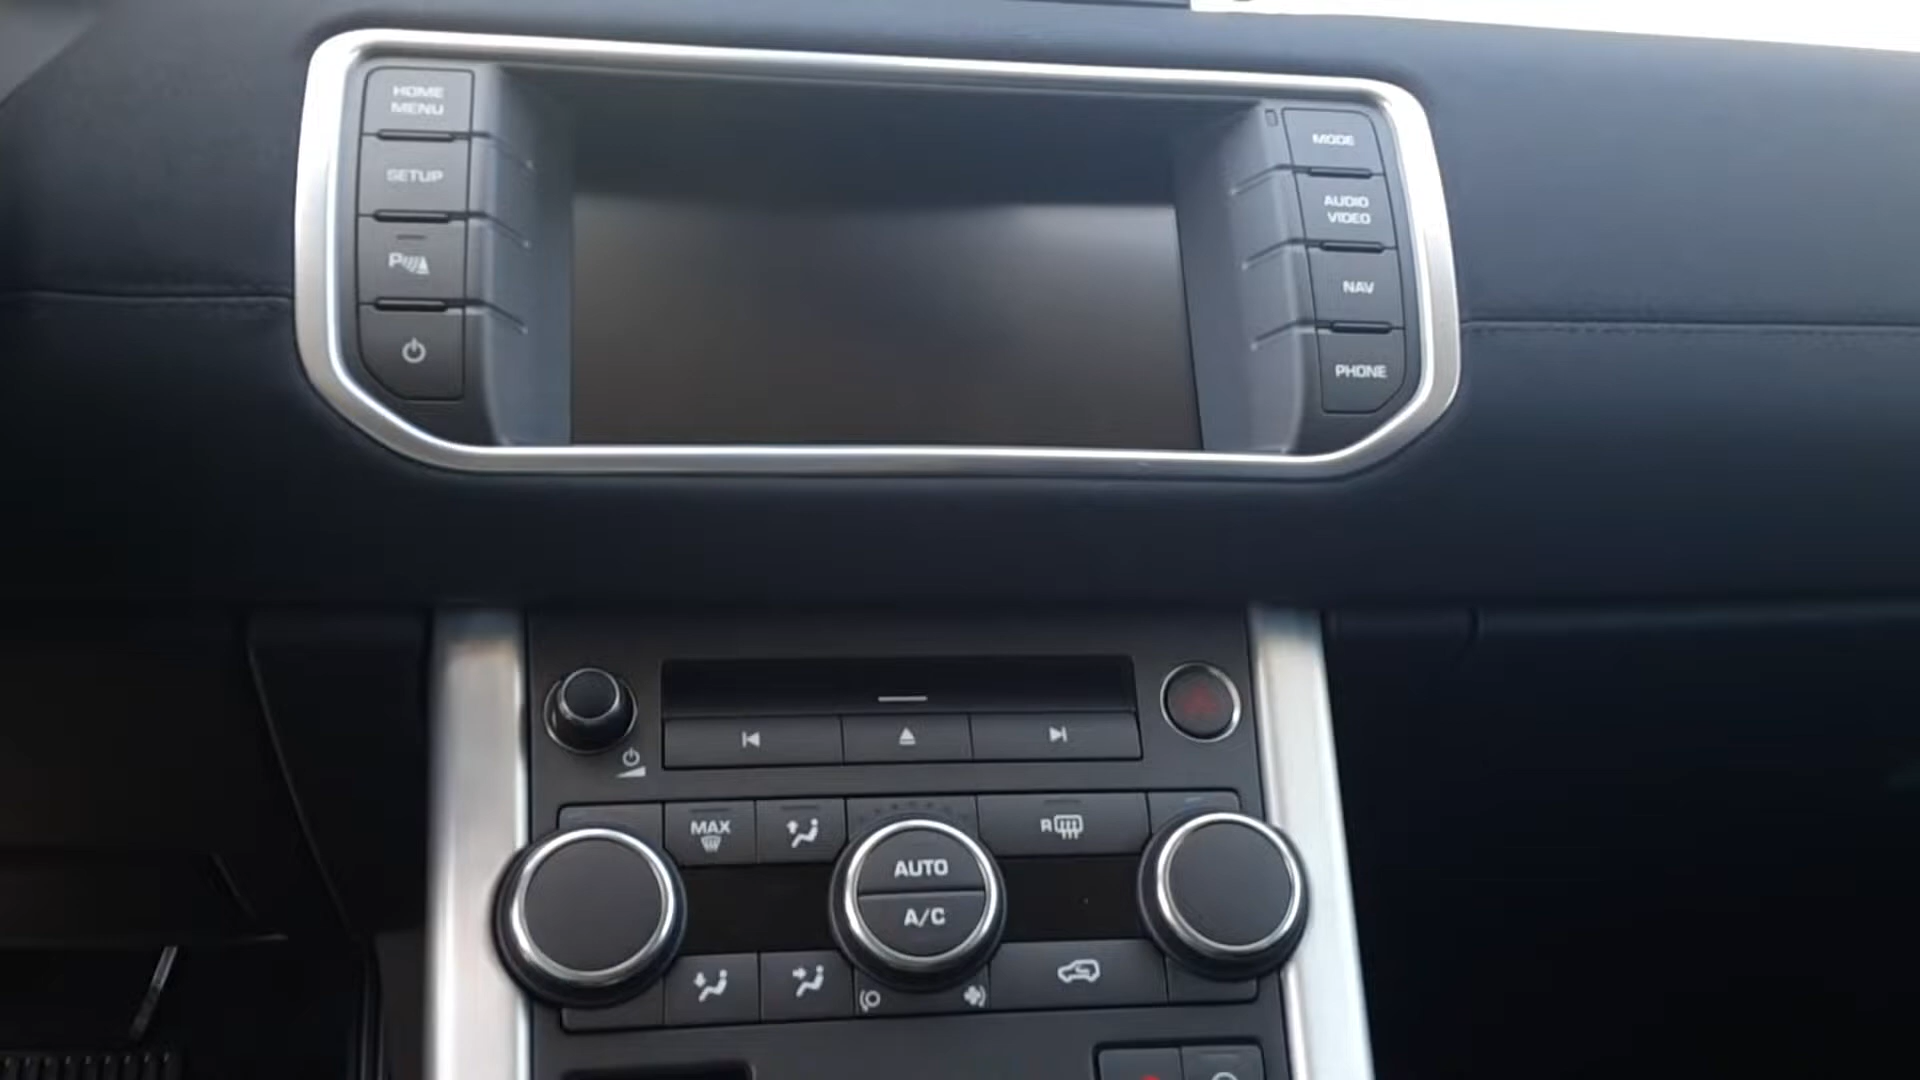 HOME
MENU
SETUP
P
MODE
AUDIO
VIDEO
NAV
PHONE
MAX
R
AUTO
A/C